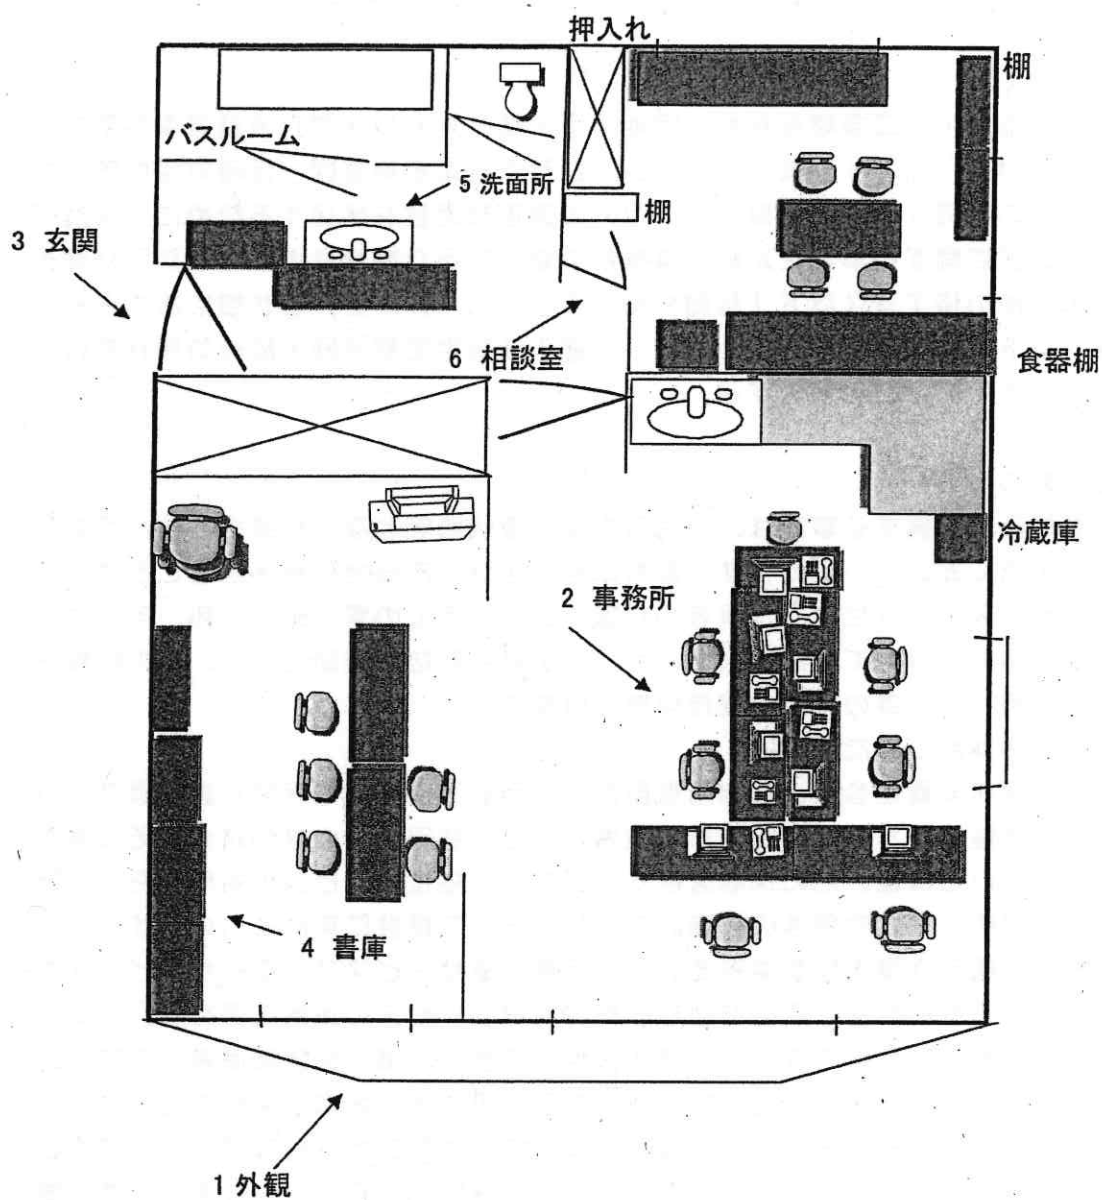 押入れ
棚
バスルーム
5 洗面所
棚
3 玄関
6 相談室
食器棚
冷蔵庫
2 事務所
4 書庫
1 外観